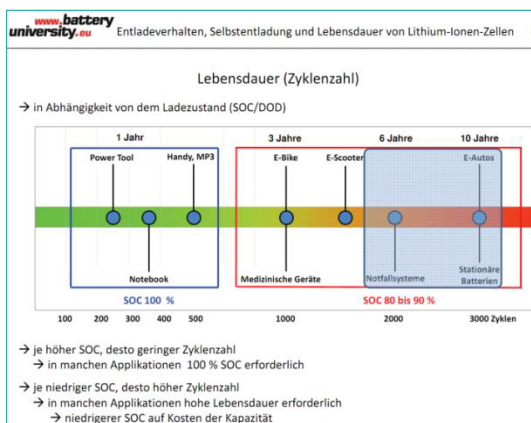 www.battery
university.eu Entladeverhalten, Selbstentladung und Lebensdauer von Lithium-Ionen-Zellen
Lebensdauer (Zyklenzahl)
→ in Abhängigkeit von dem Ladezustand (SOC/DOD)
1 Jahr 3 Jahre 6 Jahre 10 Jahre
Power Tool Handy, MP3 E-Bike E-Scooter E-Autos
Notebook Medizinische Geräte Notfallsysteme Stationäre
Batterien
SOC 100 % SOC 80 bis 90 %
100 200 300 400 500 1000 2000 3000 Zyklen
→ je höher SOC, desto geringer Zyklenzahl
→ in manchen Applikationen 100 % SOC erforderlich
→ je niedriger SOC, desto höher Zyklenzahl
→ in manchen Applikationen hohe Lebensdauer erforderlich
→ niedrigerer SOC auf Kosten der Kapazität